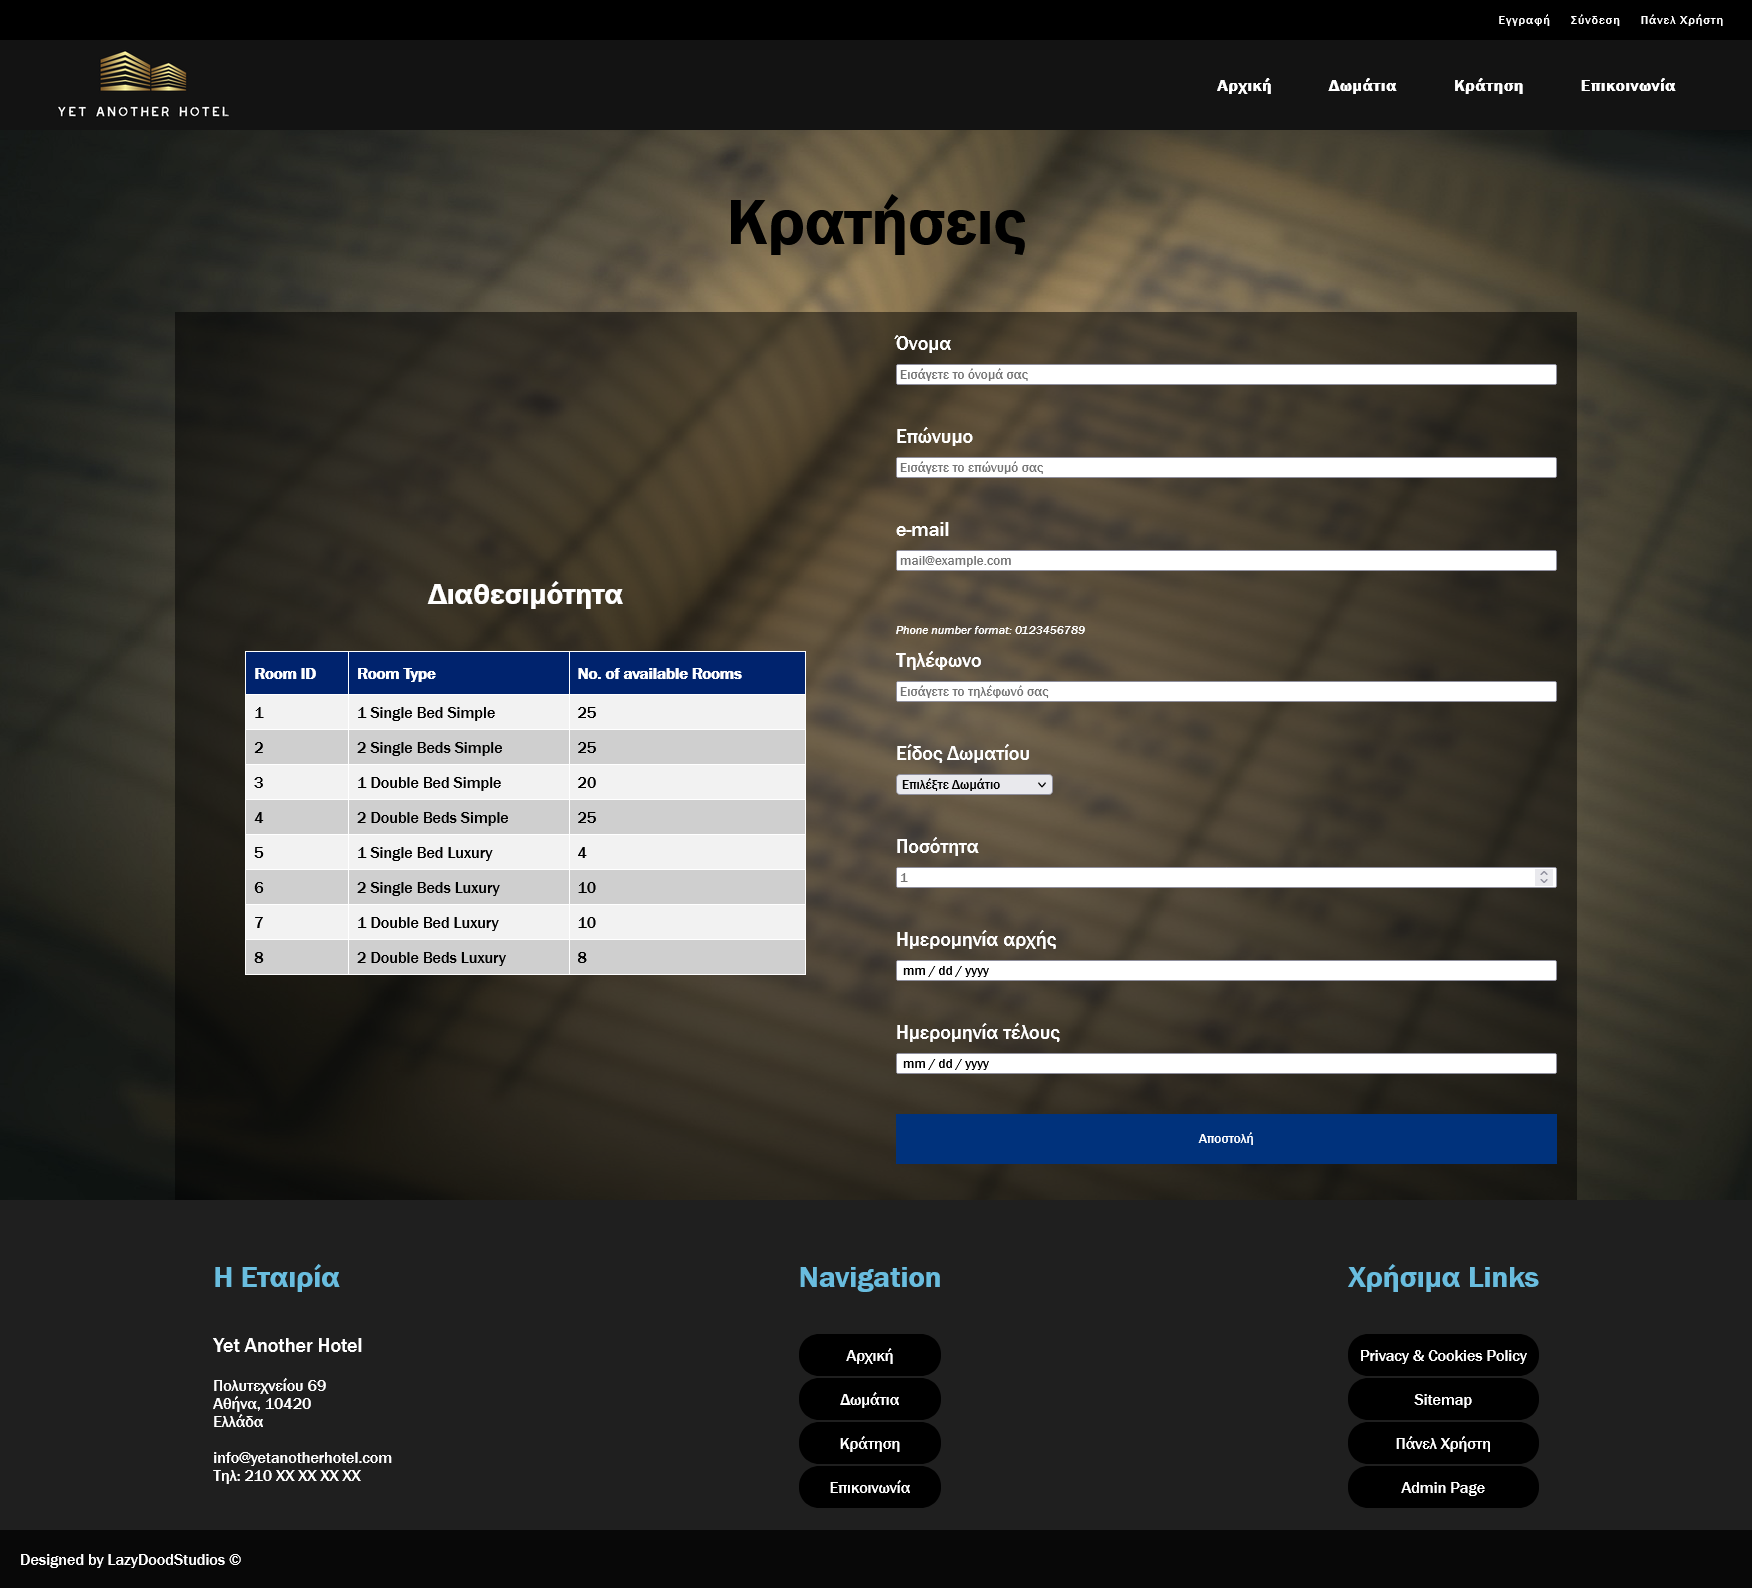 Εγγραφή Σύνδεση Πάνελ Χρήστη
YET ANOTHER HOTEL
Αρχική Δωμάτια Κράτηση Επικοινωνία
Κρατήσεις
Διαθεσιμότητα
Room ID Room Type No. of available Rooms
1 1 Single Bed Simple 25
2 2 Single Beds Simple 25
3 1 Double Bed Simple 20
4 2 Double Beds Simple 25
5 1 Single Bed Luxury 4
6 2 Single Beds Luxury 10
7 1 Double Bed Luxury 10
8 2 Double Beds Luxury 8
Όνομα
Εισάγετε το όνομά σας
Επώνυμο
Εισάγετε το επώνυμό σας
e-mail
mail@example.com
Phone number format: 0123456789
Τηλέφωνο
Εισάγετε το τηλέφωνό σας
Είδος Δωματίου
Επιλέξτε Δωμάτιο
Ποσότητα
1
Ημερομηνία αρχής
mm / dd / yyyy
Ημερομηνία τέλους
mm / dd / yyyy
Αποστολή
Η Εταιρία
Yet Another Hotel
Πολυτεχνείου 69
Αθήνα, 10420
Ελλάδα
info@yetanotherhotel.com
Τηλ: 210 XX XX XX XX
Navigation
Αρχική
Δωμάτια
Κράτηση
Επικοινωνία
Χρήσιμα Links
Privacy & Cookies Policy
Sitemap
Πάνελ Χρήστη
Admin Page
Designed by LazyDoodStudios ©